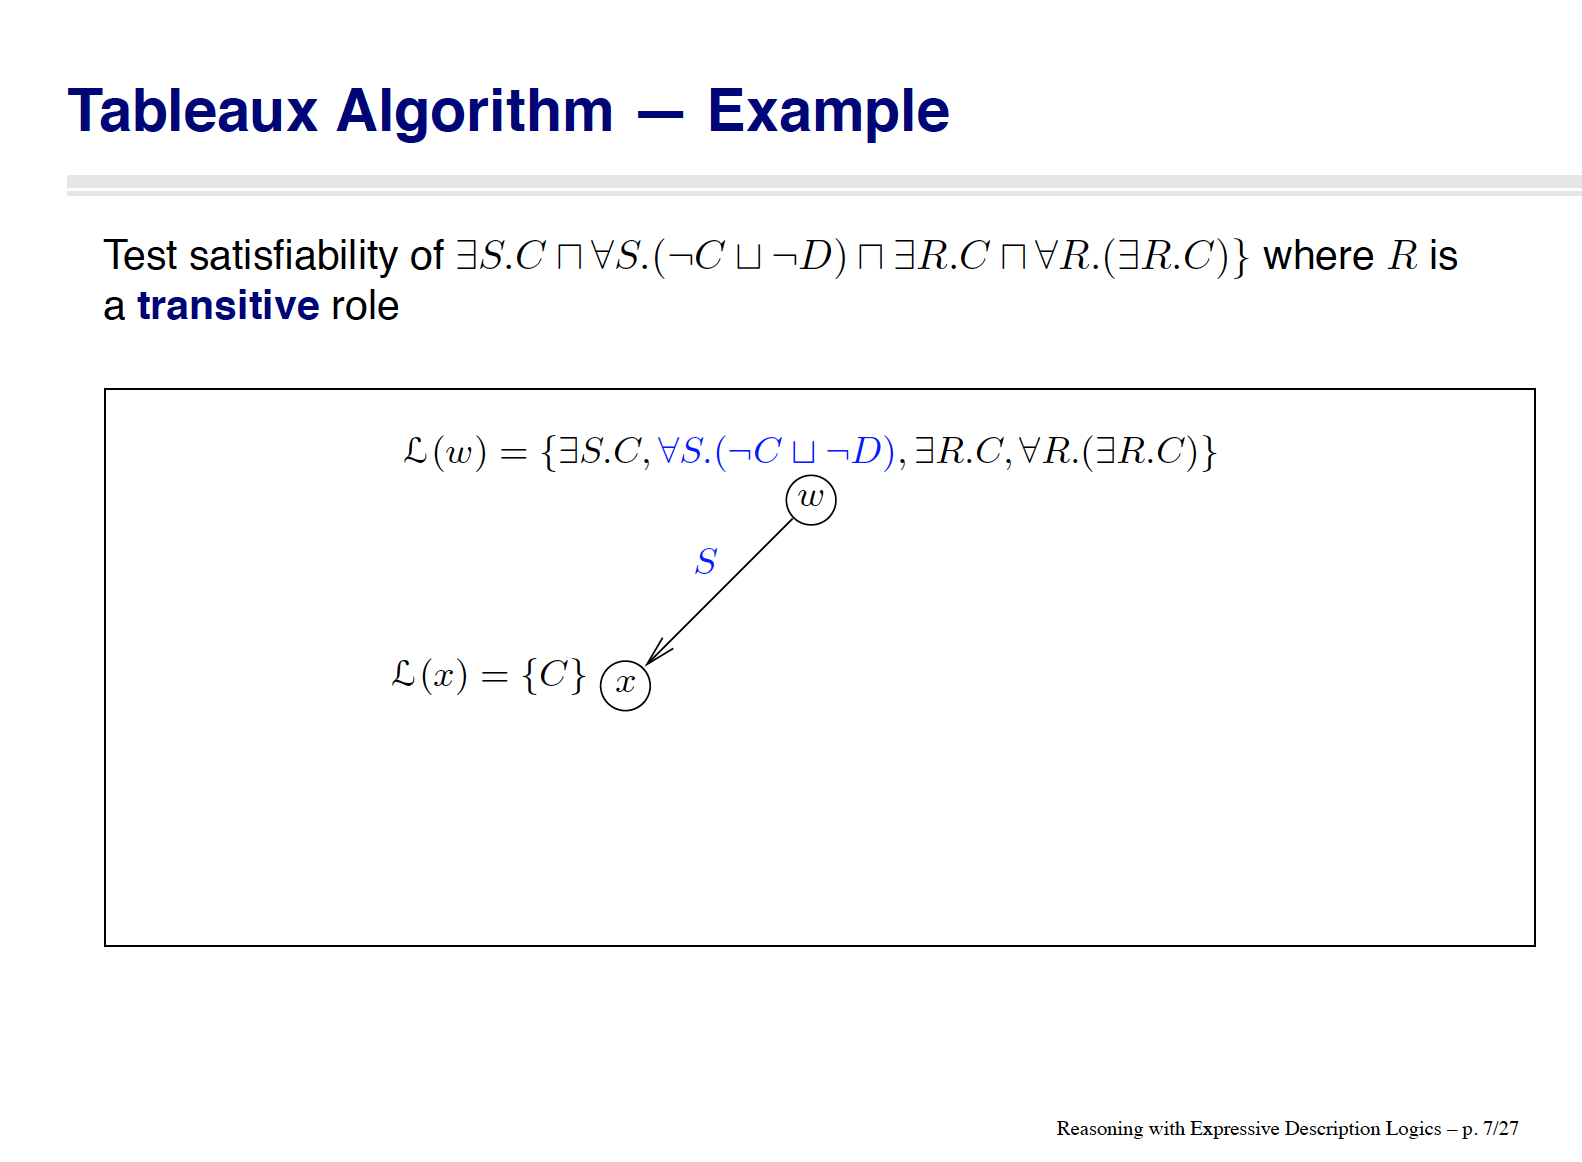 Tableaux Algorithm — Example
Test satisfiability of ∃S.C ⊓ ∀S.(¬C ⊔ ¬D) ⊓ ∃R.C ⊓ ∀R.(∃R.C)} where R is
a transitive role
ℒ(w) = {∃S.C, ∀S.(¬C ⊔ ¬D), ∃R.C, ∀R.(∃R.C)}
w
S
ℒ(x) = {C} x
Reasoning with Expressive Description Logics – p. 7/27